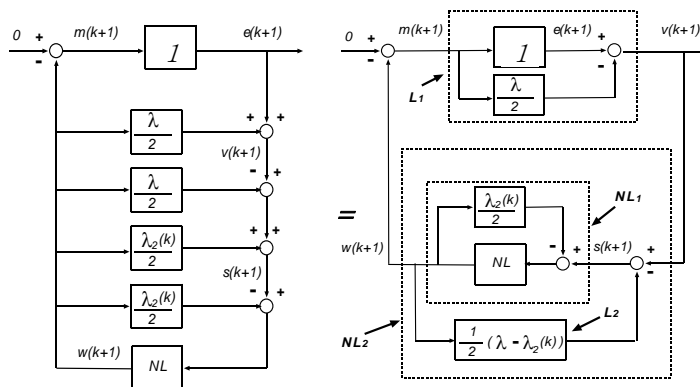 0 + m(k+1) e(k+1)
-
1
λ
2
+ +
v(k+1)
λ
2
- +
λ₂(k)
2
+ +
s(k+1)
λ₂(k)
2
- +
w(k+1)
NL
=
0 + m(k+1) e(k+1) + v(k+1)
-
1
-
L1
λ
2
λ₂(k)
2
NL1
w(k+1)
NL
- +
s(k+1)
+
-
L2
1
2
( λ - λ₂(k))
NL2